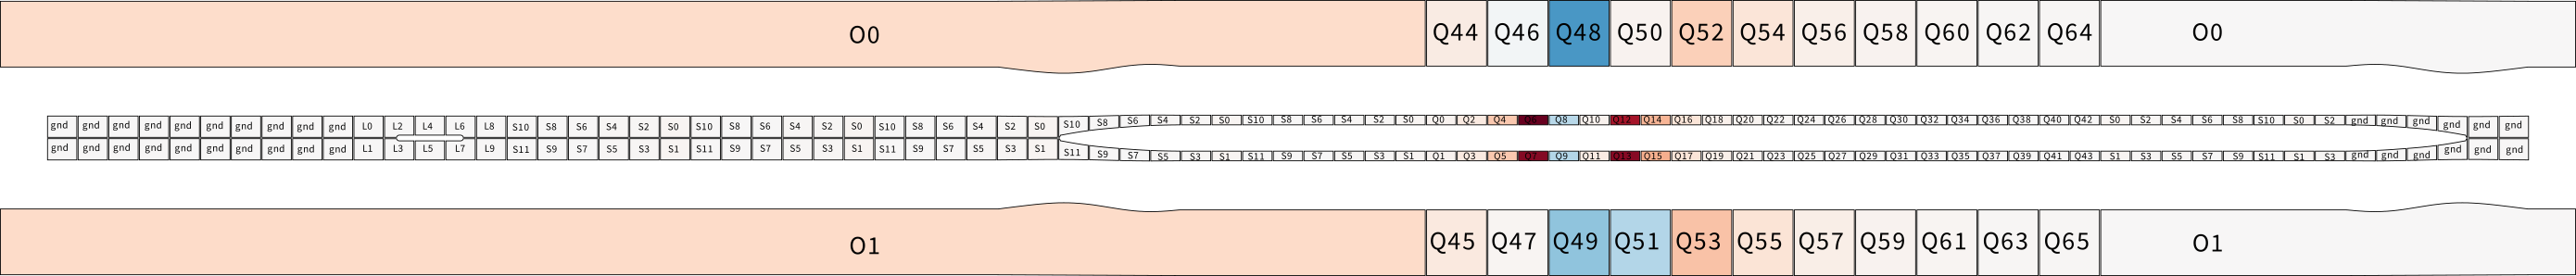 O0 Q44 Q46 Q48 Q50 Q52 Q54 Q56 Q58 Q60 Q62 Q64 O0
gnd gnd gnd gnd gnd gnd gnd gnd gnd gnd L0 L2 L4 L6 L8 S10 S8 S6 S4 S2 S0 S10 S8 S6 S4 S2 S0 S10 S8 S6 S4 S2 S0 S10 S8 S6 S4 S2 S0 S10 S8 S6 S4 S2 S0 Q0 Q2 Q4 Q6 Q8 Q10 Q12 Q14 Q16 Q18 Q20 Q22 Q24 Q26 Q28 Q30 Q32 Q34 Q36 Q38 Q40 Q42 S0 S2 S4 S6 S8 S10 S0 S2 gnd gnd gnd gnd gnd gnd
gnd gnd gnd gnd gnd gnd gnd gnd gnd gnd L1 L3 L5 L7 L9 S11 S9 S7 S5 S3 S1 S11 S9 S7 S5 S3 S1 S11 S9 S7 S5 S3 S1 S11 S9 S7 S5 S3 S1 S11 S9 S7 S5 S3 S1 Q1 Q3 Q5 Q7 Q9 Q11 Q13 Q15 Q17 Q19 Q21 Q23 Q25 Q27 Q29 Q31 Q33 Q35 Q37 Q39 Q41 Q43 S1 S3 S5 S7 S9 S11 S1 S3 gnd gnd gnd gnd gnd gnd
O1 Q45 Q47 Q49 Q51 Q53 Q55 Q57 Q59 Q61 Q63 Q65 O1